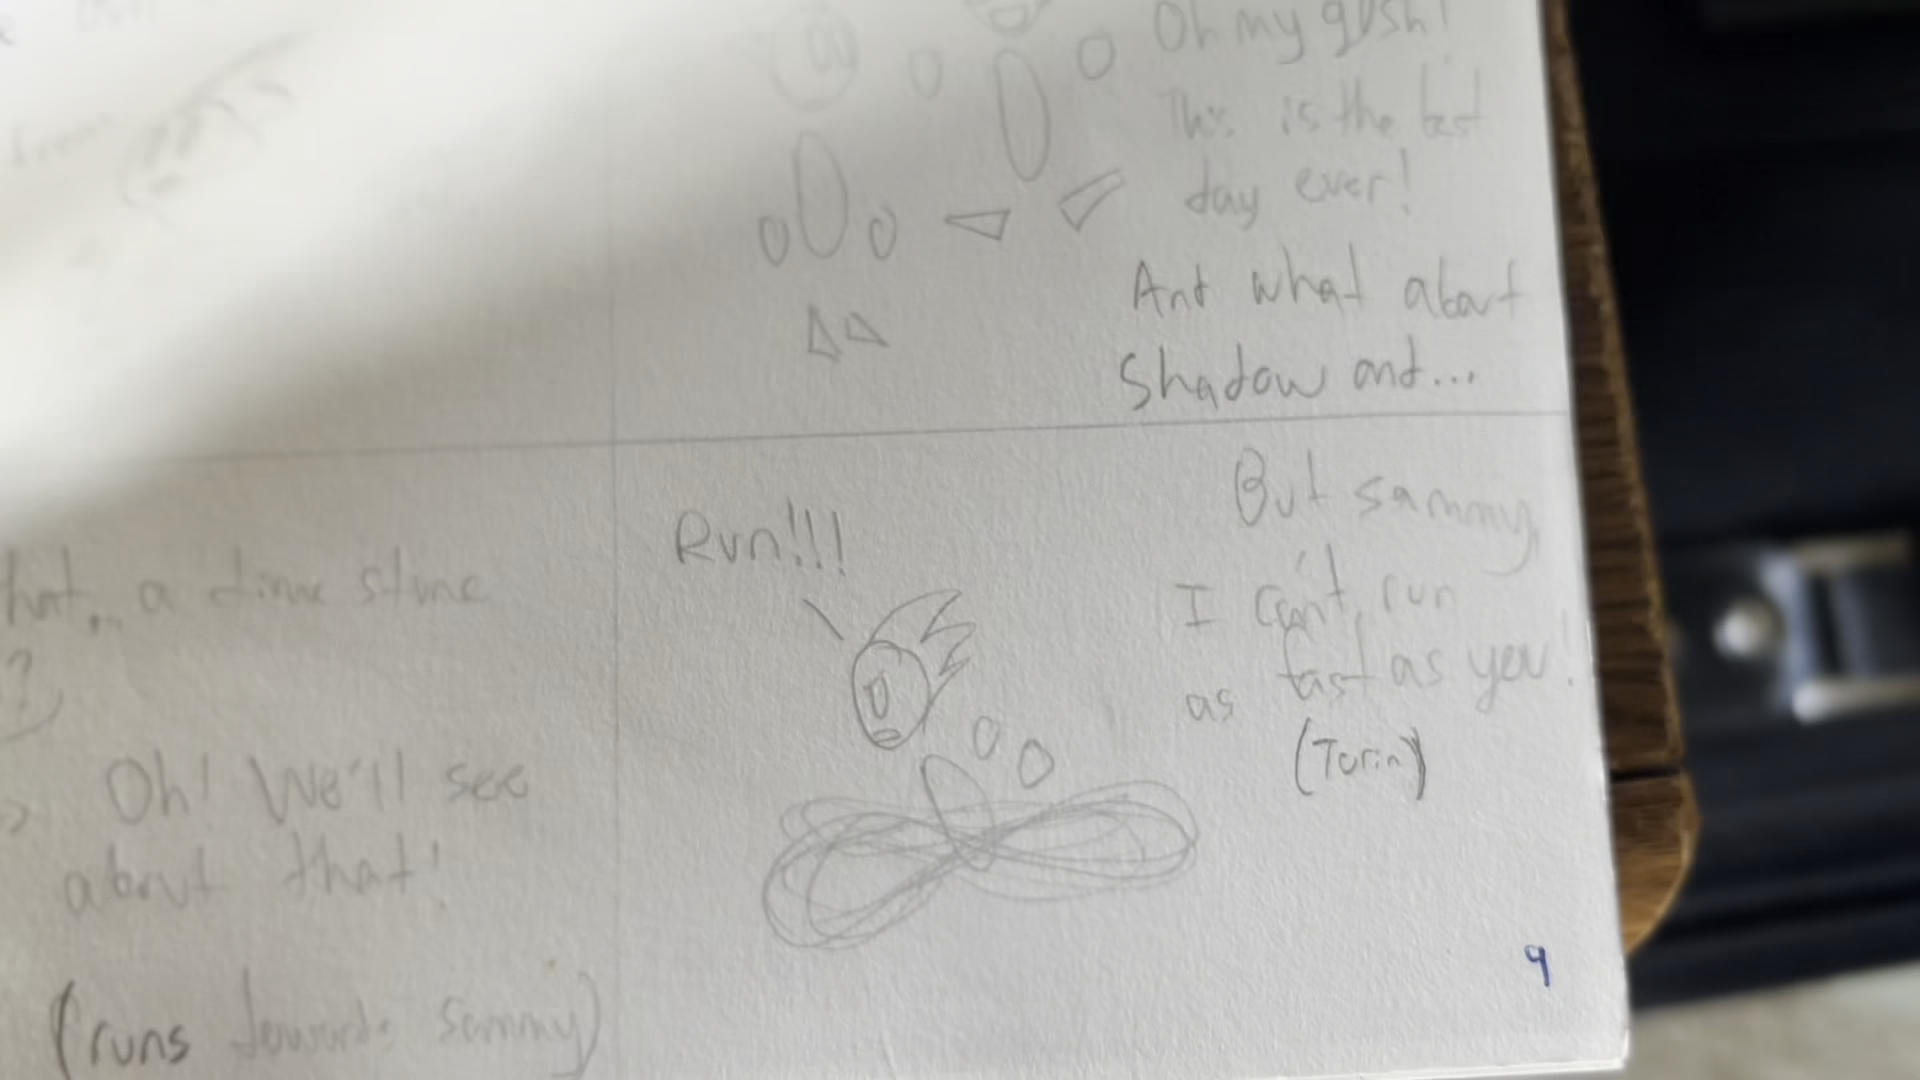 Oh my gosh!
This is the best
day ever!
Ant what about
Shadow and...
hat... a time stone
?
Oh! We'll see
about that!
(runs towards Sammy)
Run!!!
But sammy,
I can't run
as fast as you!
(Torin)
9